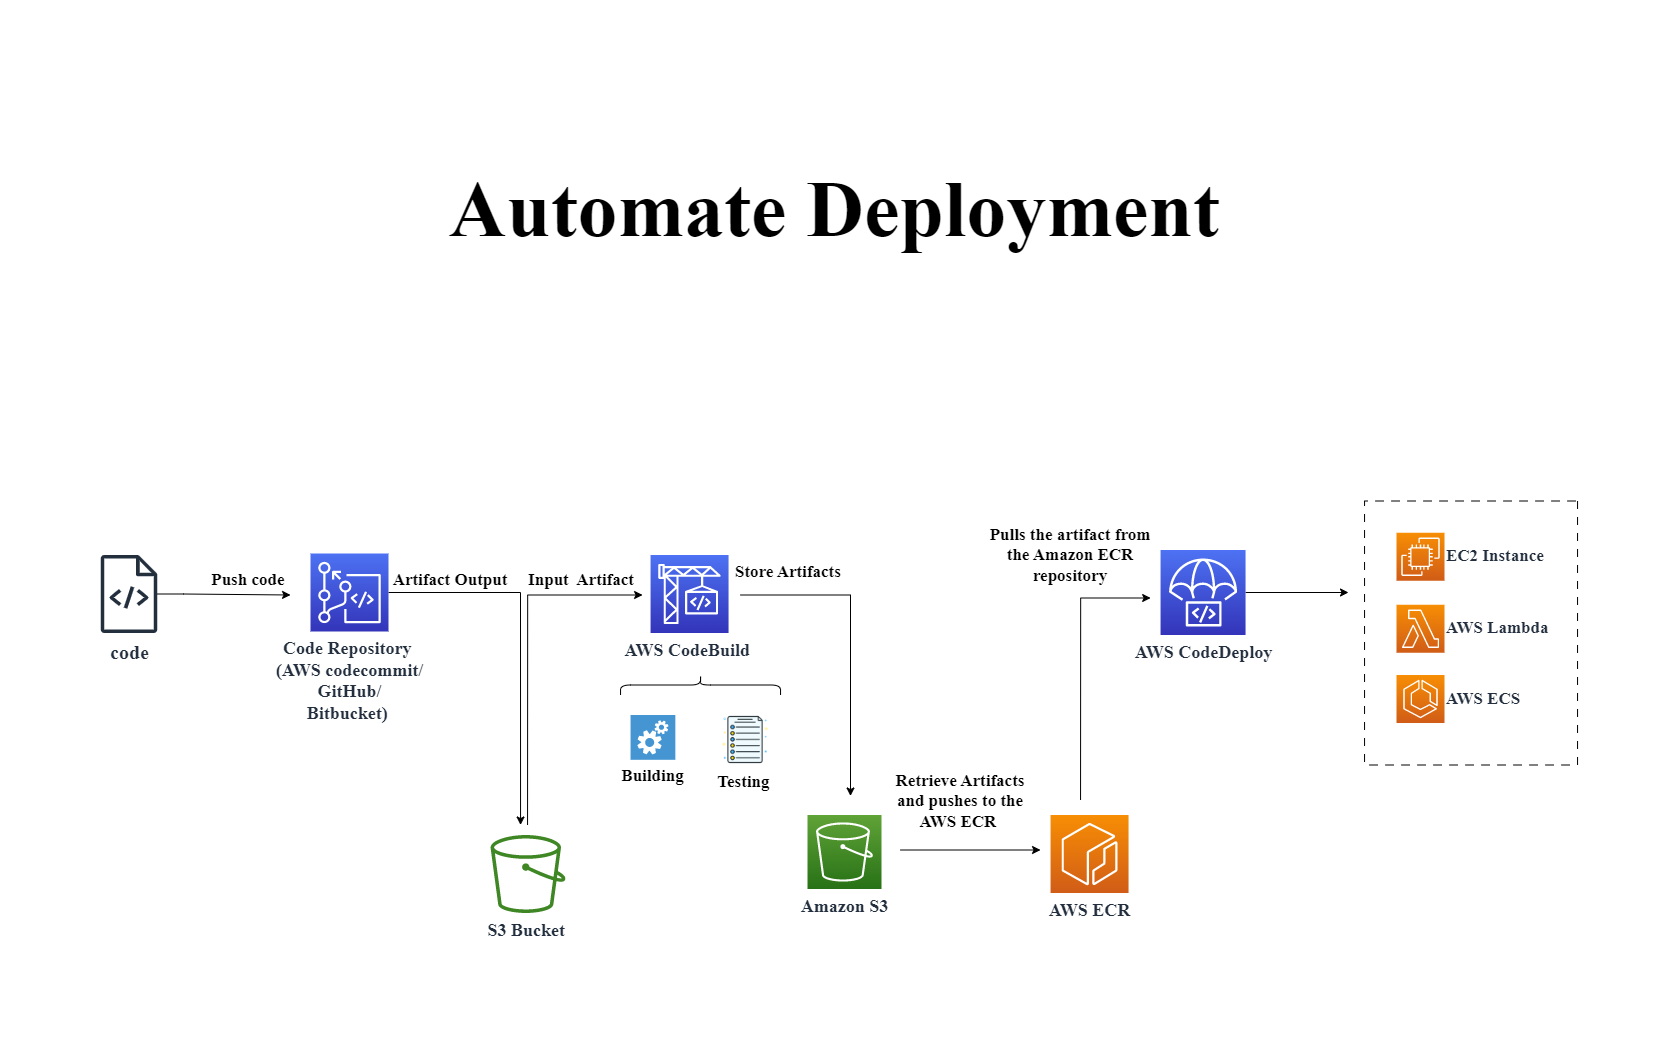 Automate Deployment
Push code
code
Code Repository
(AWS codecommit/
GitHub/
Bitbucket)
Artifact Output
S3 Bucket
Input Artifact
AWS CodeBuild
Building
Testing
Store Artifacts
Amazon S3
Retrieve Artifacts
and pushes to the
AWS ECR
AWS ECR
Pulls the artifact from
the Amazon ECR
repository
AWS CodeDeploy
EC2 Instance
AWS Lambda
AWS ECS